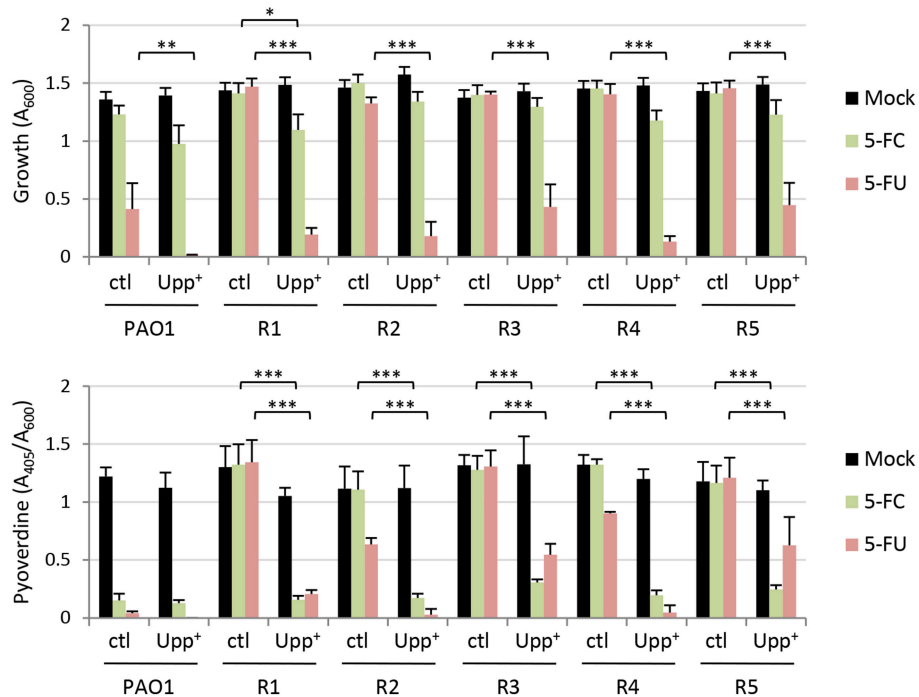 2
*
**
***
***
***
***
***
1.5
1
0.5
0
Growth (A₆₀₀)
Mock
5-FC
5-FU
ctl Upp⁺ ctl Upp⁺ ctl Upp⁺ ctl Upp⁺ ctl Upp⁺ ctl Upp⁺
PAO1 R1 R2 R3 R4 R5
2
*** *** *** *** ***
*** *** *** *** ***
1.5
1
0.5
0
Pyoverdine (A₄₀₅/A₆₀₀)
Mock
5-FC
5-FU
ctl Upp⁺ ctl Upp⁺ ctl Upp⁺ ctl Upp⁺ ctl Upp⁺ ctl Upp⁺
PAO1 R1 R2 R3 R4 R5